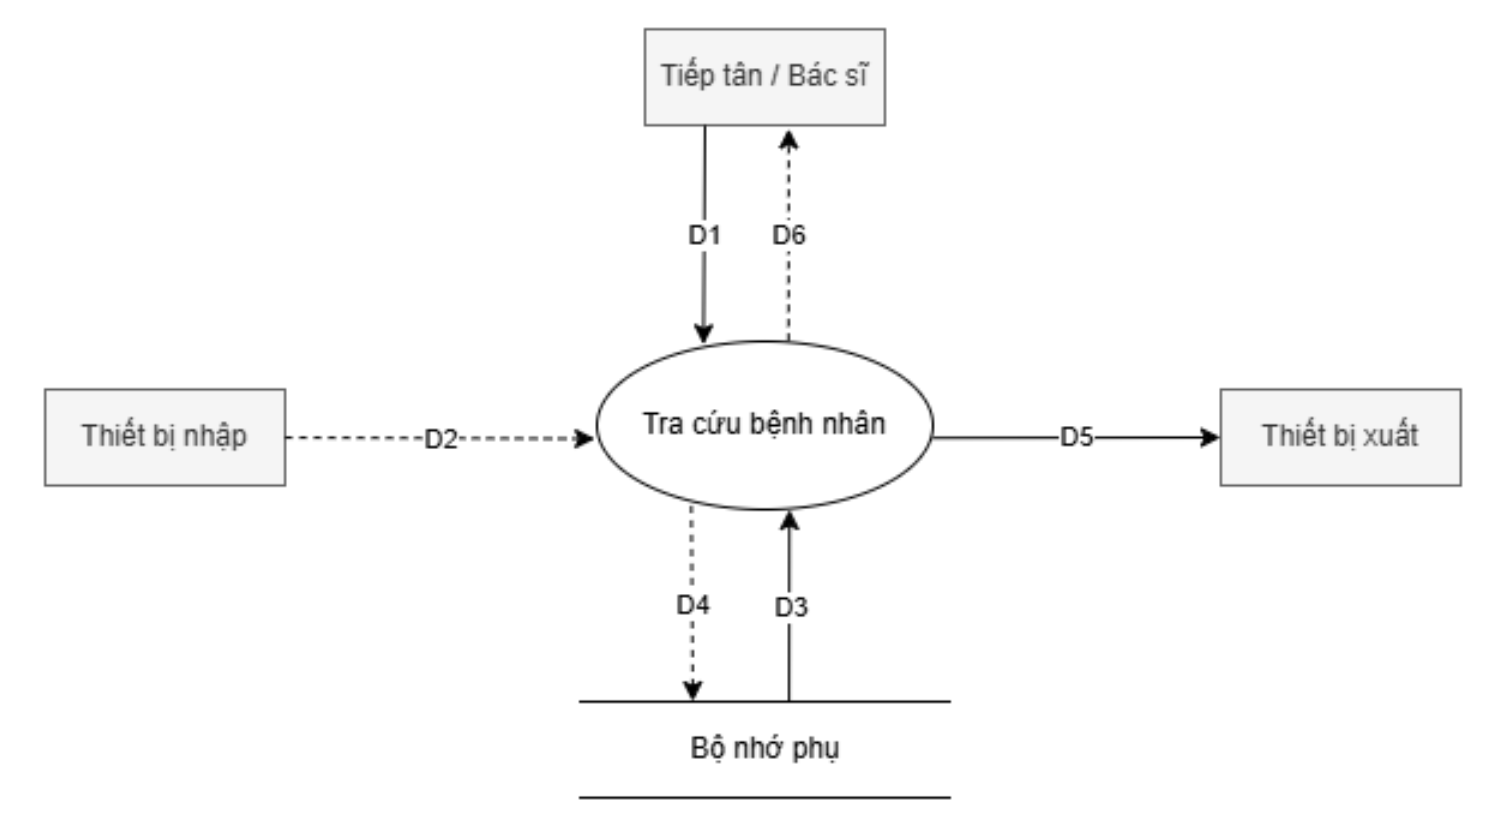 Tiếp tân / Bác sĩ
D1
D6
Tra cứu bệnh nhân
Thiết bị nhập
D2
D5
Thiết bị xuất
D4
D3
Bộ nhớ phụ